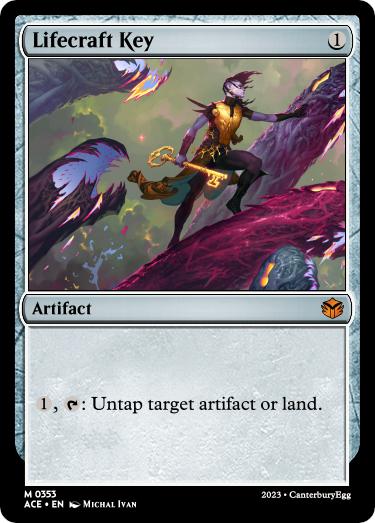 Lifecraft Key 1
Artifact
1, : Untap target artifact or land.
M 0353
ACE • EN Michal Ivan
2023 • CanterburyEgg